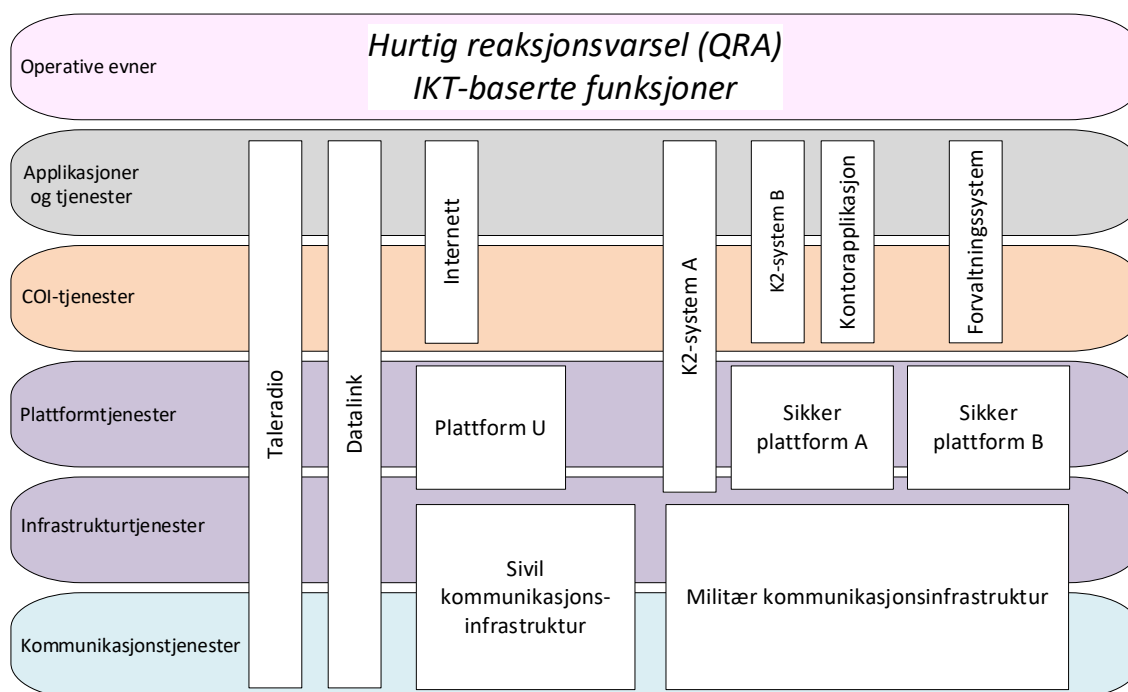 Hurtig reaksjonsvarsel (QRA)
IKT-baserte funksjoner
Operative evner
Applikasjoner
og tjenester
COI-tjenester
Plattformtjenester
Infrastrukturtjenester
Kommunikasjonstjenester
Taleradio
Datalink
Internett
K2-system A
K2-system B
Kontorapplikasjon
Forvaltningssystem
Plattform U
Sikker
plattform A
Sikker
plattform B
Sivil
kommunikasjons-
infrastruktur
Militær kommunikasjonsinfrastruktur